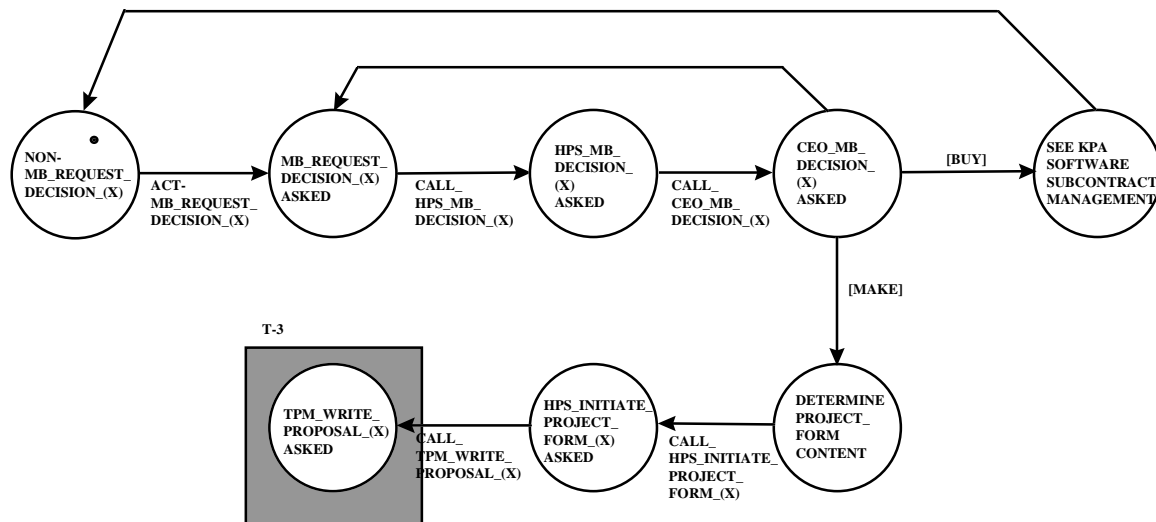 NON-
MB_REQUEST_
DECISION_(X)
ACT-
MB_REQUEST_
DECISION_(X)
MB_REQUEST_
DECISION_(X)
ASKED
CALL_
HPS_MB_
DECISION_(X)
HPS_MB_
DECISION_
(X)
ASKED
CALL_
CEO_MB_
DECISION_(X)
CEO_MB_
DECISION_
(X)
ASKED
[BUY]
SEE KPA
SOFTWARE
SUBCONTRACT
MANAGEMENT
[MAKE]
T-3
TPM_WRITE_
PROPOSAL_(X)
ASKED
CALL_
TPM_WRITE_
PROPOSAL_(X)
HPS_INITIATE_
PROJECT_
FORM_(X)
ASKED
CALL_
HPS_INITIATE_
PROJECT_
FORM_(X)
DETERMINE
PROJECT_
FORM
CONTENT